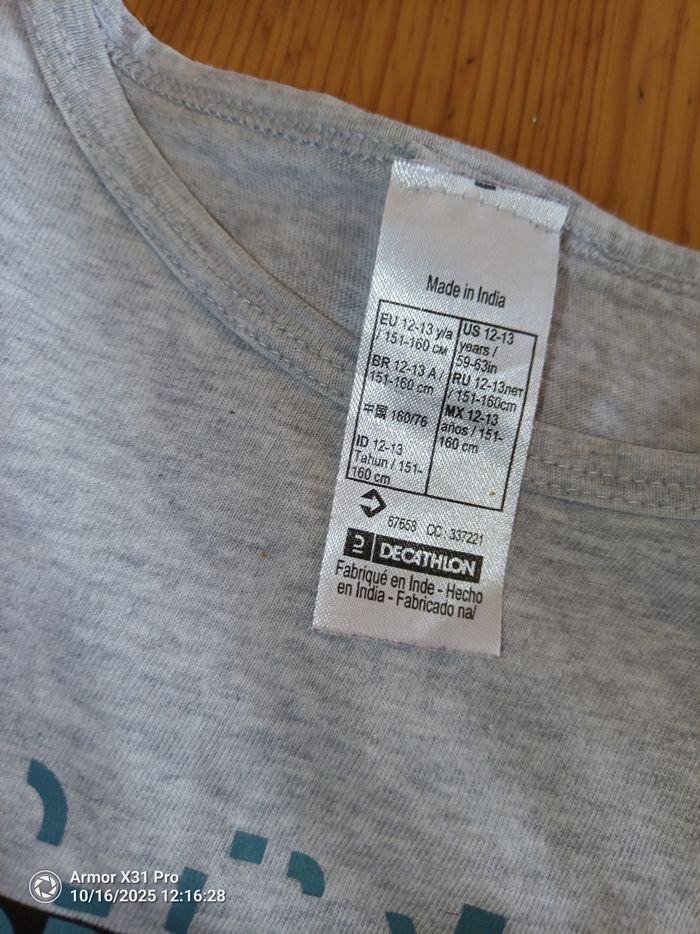 Made in India
EU 12-13 y/a
/ 151-160 см
BR 12-13 A /
151-160 cm
中国 160/76
ID 12-13
Tahun / 151-
160 cm
US 12-13
years /
59-63in
RU 12-13лет
/ 151-160cm
MX 12-13
años / 151-
160 cm
67658 CC: 337221
DECATHLON
Fabriqué en Inde - Hecho
en India - Fabricado na/
Armor X31 Pro
10/16/2025 12:16:28